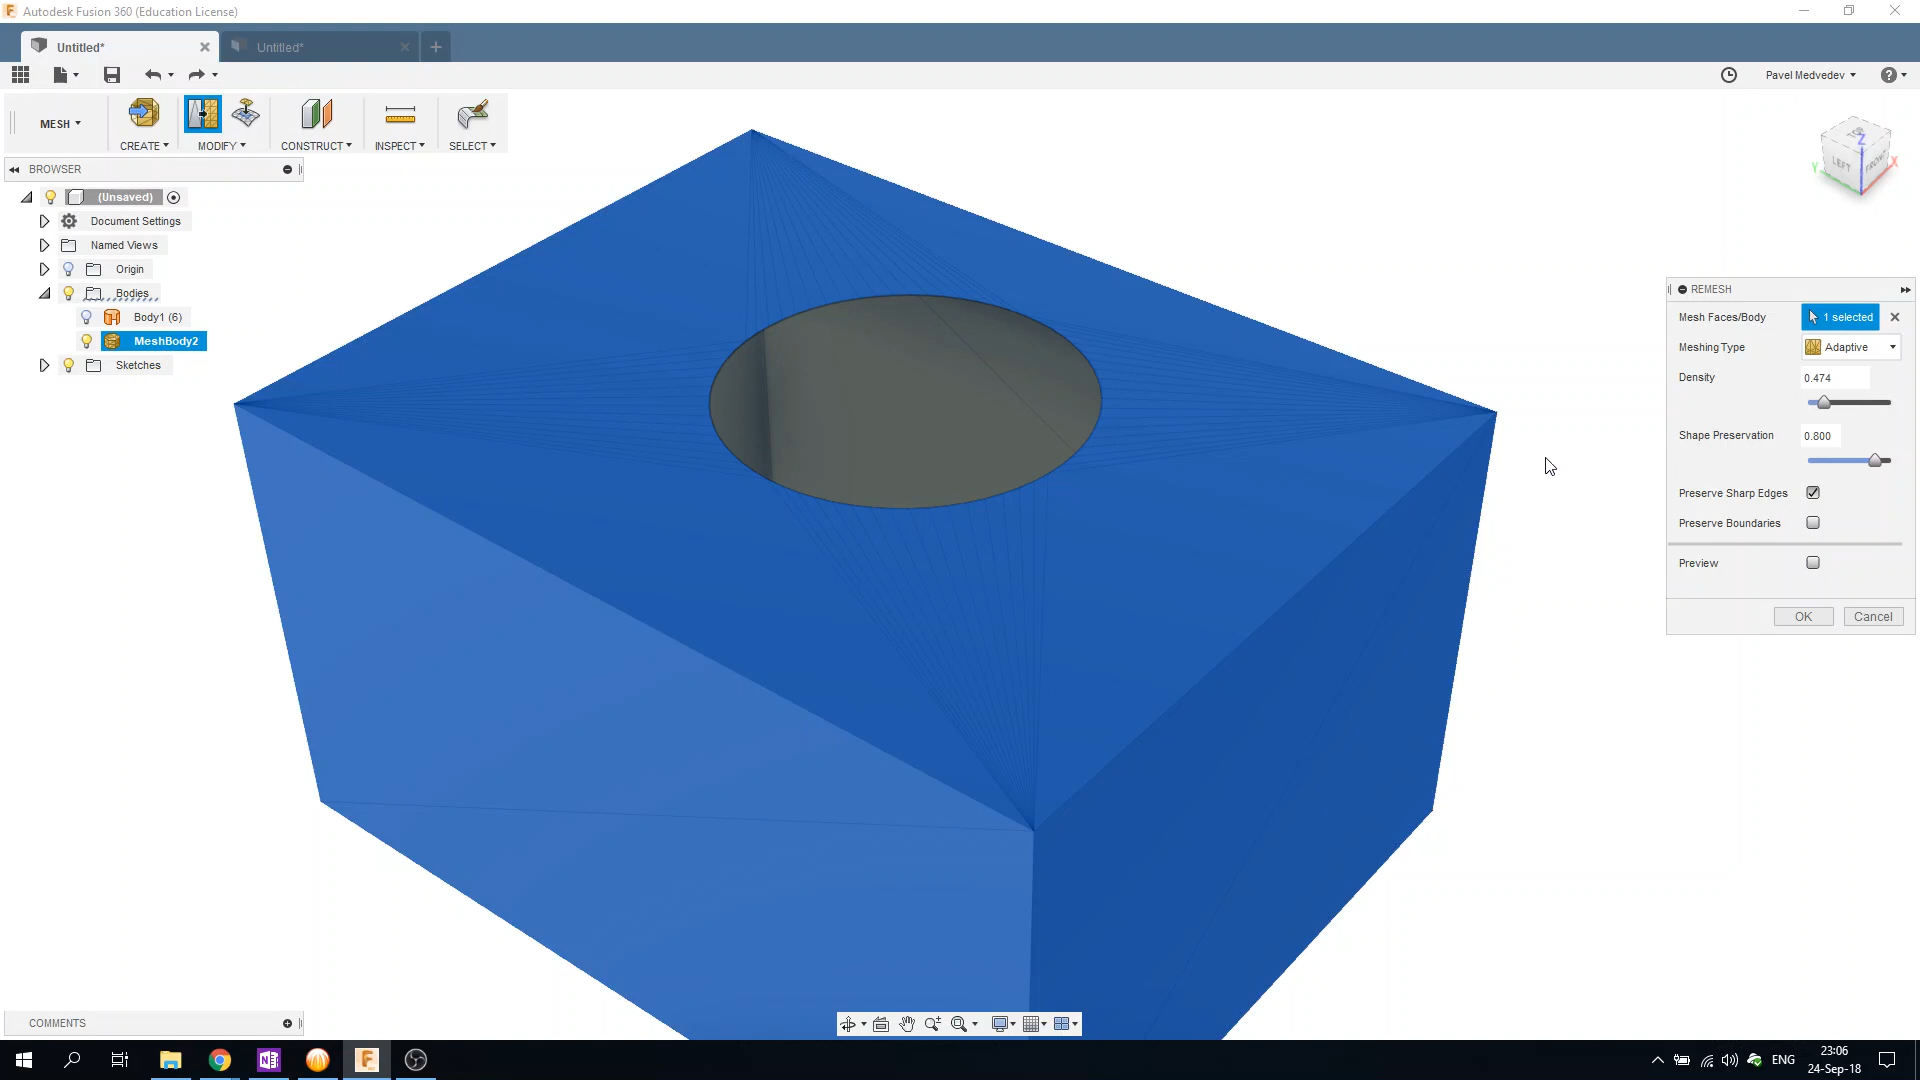 Autodesk Fusion 360 (Education License)
Untitled*
Untitled*
Pavel Medvedev
MESH
CREATE
MODIFY
CONSTRUCT
INSPECT
SELECT
BROWSER
(Unsaved)
Document Settings
Named Views
Origin
Bodies
Body1 (6)
MeshBody2
Sketches
Z
X
Y
LEFT
FRONT
REMESH
Mesh Faces/Body
1 selected
Meshing Type
Adaptive
Density
0.474
Shape Preservation
0.800
Preserve Sharp Edges
Preserve Boundaries
Preview
OK
Cancel
COMMENTS
ENG
23:06
24-Sep-18